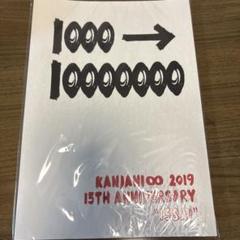 1000 →
10000000
KANJANI∞ 2019
15TH ANNIVERSARY